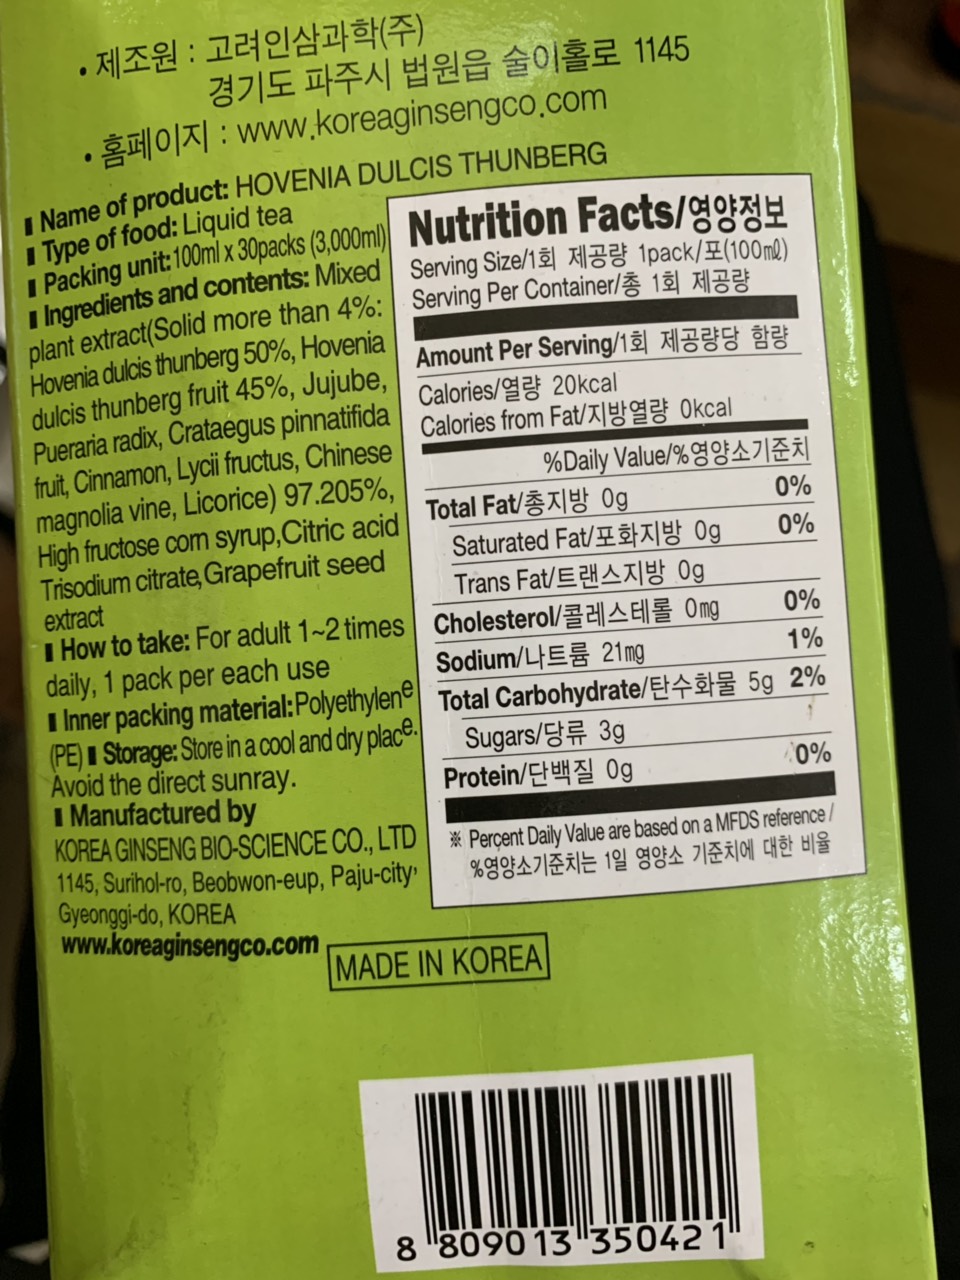 • 제조원 : 고려인삼과학(주)
경기도 파주시 법원읍 술이홀로 1145
• 홈페이지 : www.koreaginsengco.com
▮ Name of product: HOVENIA DULCIS THUNBERG
▮ Type of food: Liquid tea
▮ Packing unit: 100ml x 30packs (3,000ml)
▮ Ingredients and contents: Mixed
plant extract(Solid more than 4%:
Hovenia dulcis thunberg 50%, Hovenia
dulcis thunberg fruit 45%, Jujube,
Pueraria radix, Crataegus pinnatifida
fruit, Cinnamon, Lycii fructus, Chinese
magnolia vine, Licorice) 97.205%,
High fructose corn syrup,Citric acid
Trisodium citrate,Grapefruit seed
extract
▮ How to take: For adult 1~2 times
daily, 1 pack per each use
▮ Inner packing material:Polyethylene
(PE) ▮ Storage: Store in a cool and dry place.
Avoid the direct sunray.
▮ Manufactured by
KOREA GINSENG BIO-SCIENCE CO., LTD
1145, Surihol-ro, Beobwon-eup, Paju-city,
Gyeonggi-do, KOREA
www.koreaginsengco.com
MADE IN KOREA
Nutrition Facts/영양정보
Serving Size/1회 제공량 1pack/포(100㎖)
Serving Per Container/총 1회 제공량
Amount Per Serving/1회 제공량당 함량
Calories/열량 20kcal
Calories from Fat/지방열량 0kcal
%Daily Value/%영양소기준치
Total Fat/총지방 0g 0%
Saturated Fat/포화지방 0g 0%
Trans Fat/트랜스지방 0g
Cholesterol/콜레스테롤 0mg 0%
Sodium/나트륨 21mg 1%
Total Carbohydrate/탄수화물 5g 2%
Sugars/당류 3g
Protein/단백질 0g 0%
※ Percent Daily Value are based on a MFDS reference /
%영양소기준치는 1일 영양소 기준치에 대한 비율
8 809013 350421